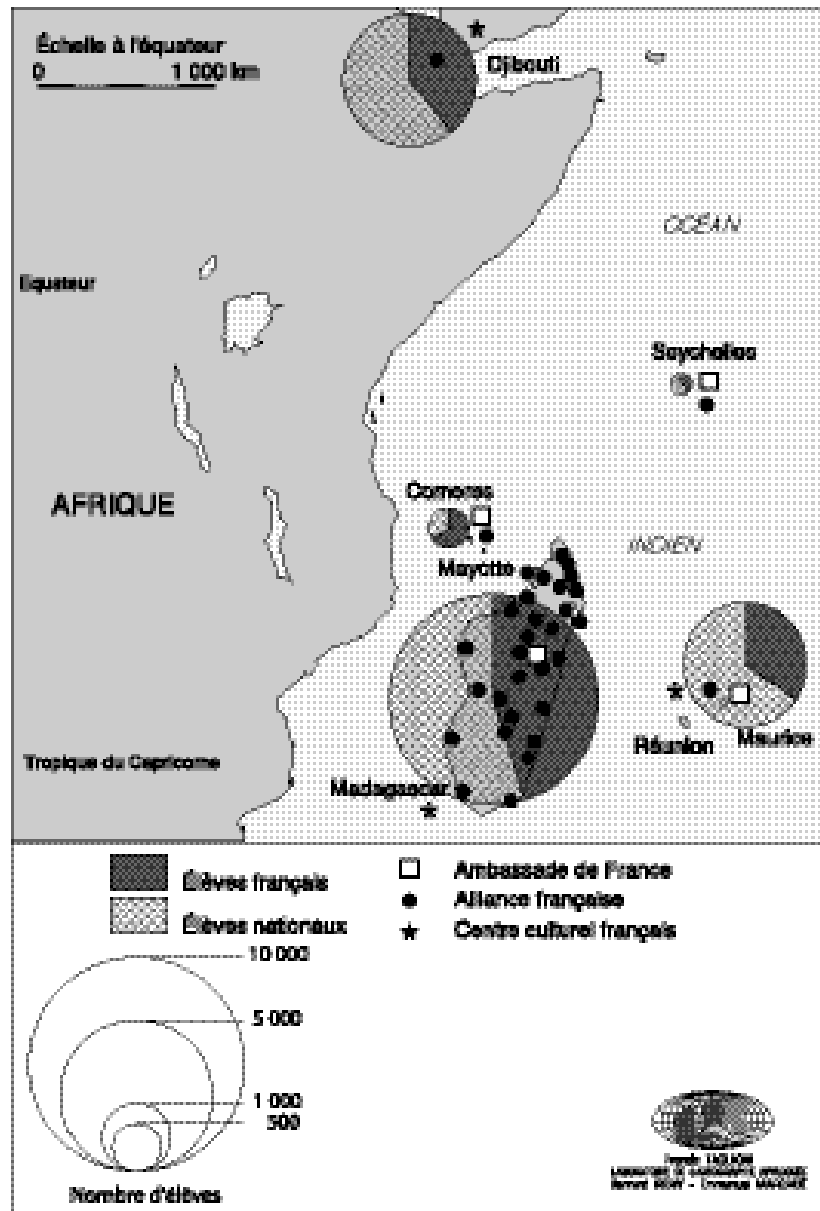 Échelle à l'équateur
0 1 000 km
Djibouti
OCÉAN
Equateur
Seychelles
AFRIQUE
Comores
INDIEN
Mayotte
Réunion
Maurice
Tropique du Capricorne
Madagascar
Élèves français
Élèves nationaux
Ambassade de France
Alliance française
Centre culturel français
10 000
5 000
1 000
500
Nombre d'élèves